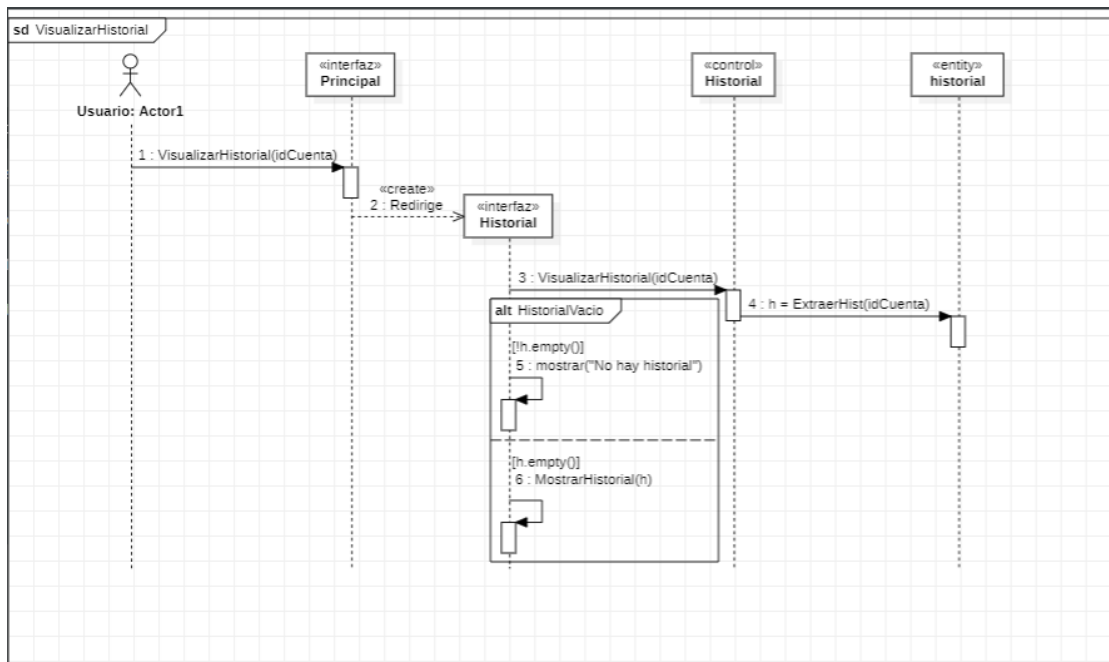 sd VisualizarHistorial
Usuario: Actor1
«interfaz»
Principal
«control»
Historial
«entity»
historial
1 : VisualizarHistorial(idCuenta)
«create»
2 : Redirige
«interfaz»
Historial
3 : VisualizarHistorial(idCuenta)
4 : h = ExtraerHist(idCuenta)
alt HistorialVacio
[!h.empty()]
5 : mostrar("No hay historial")
[h.empty()]
6 : MostrarHistorial(h)